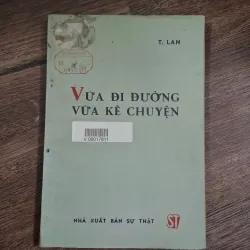 T. LAN
VỪA ĐI ĐƯỜNG
VỪA KỂ CHUYỆN
NHÀ XUẤT BẢN SỰ THẬT
ST